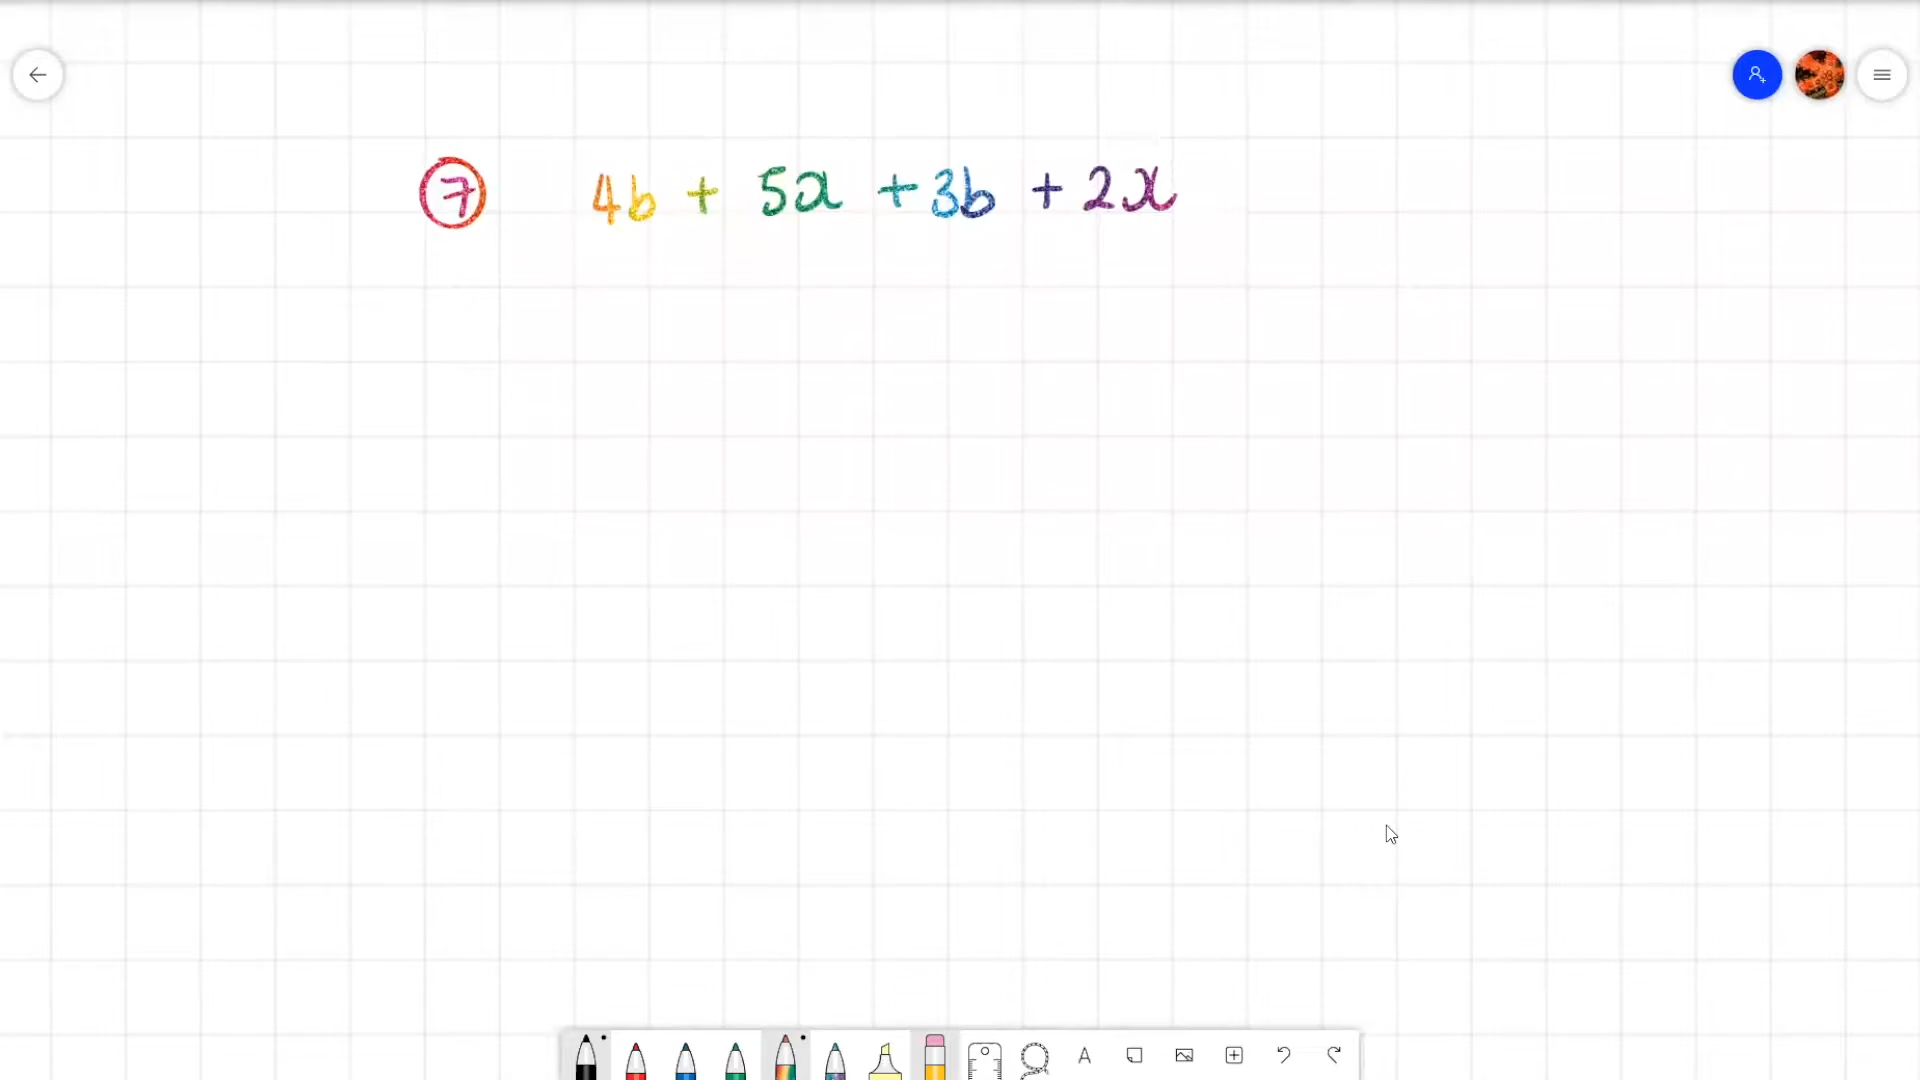 ⑦ 4b + 5x + 3b + 2x
A